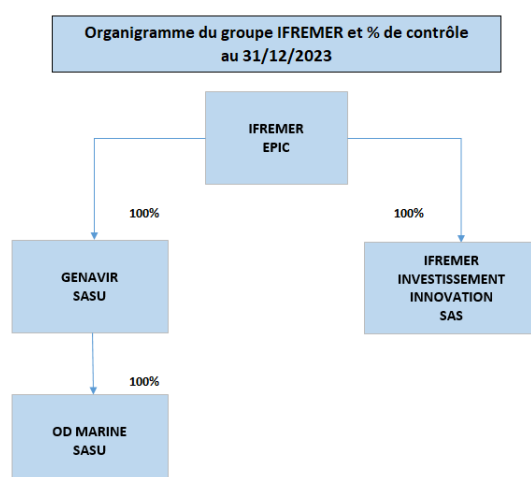 Organigramme du groupe IFREMER et % de contrôle
au 31/12/2023
IFREMER
EPIC
100%
100%
GENAVIR
SASU
IFREMER
INVESTISSEMENT
INNOVATION
SAS
100%
OD MARINE
SASU